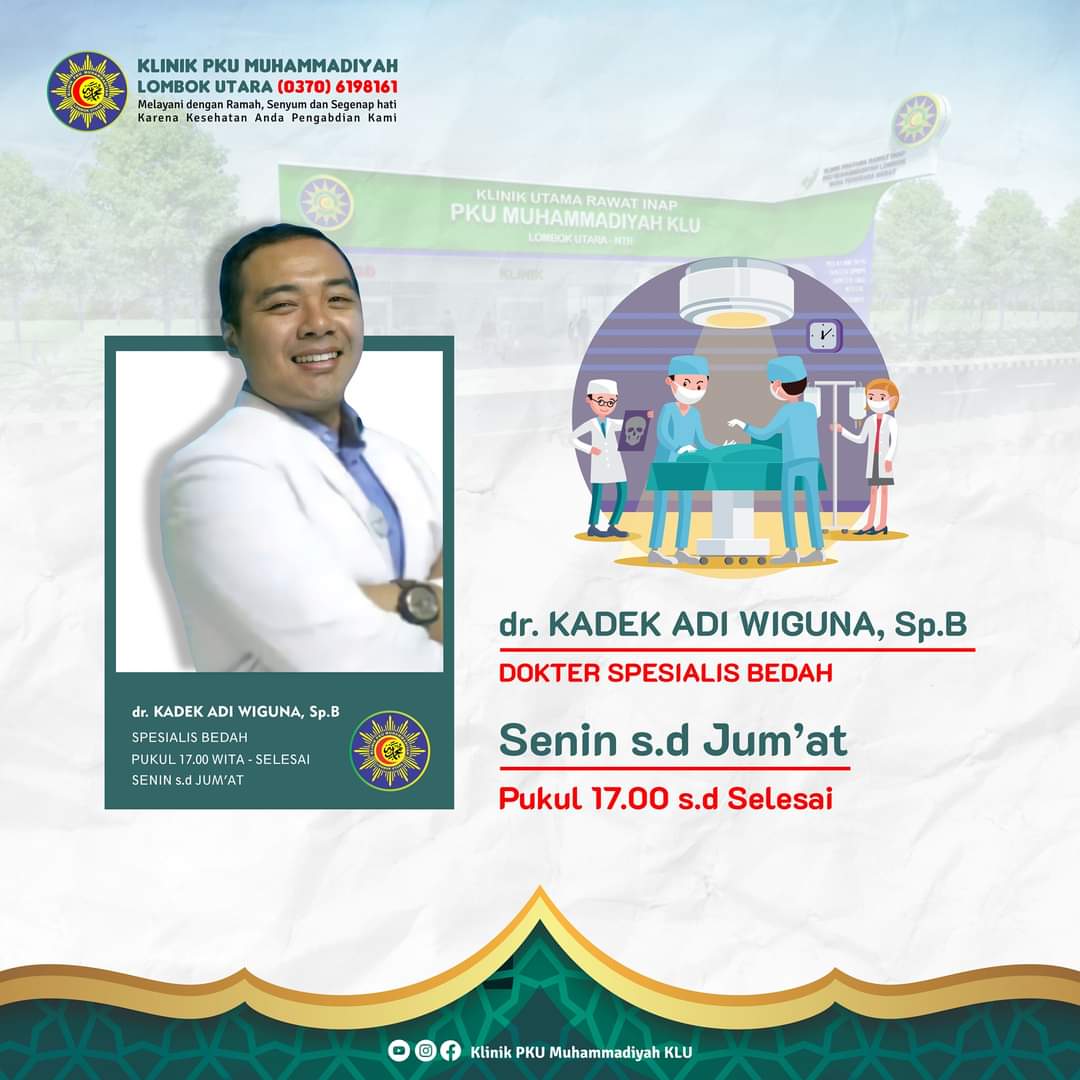 KLINIK PKU MUHAMMADIYAH
LOMBOK UTARA (0370) 6198161
Melayani dengan Ramah, Senyum dan Segenap hati
Karena Kesehatan Anda Pengabdian Kami
KLINIK UTAMA RAWAT INAP
PKU MUHAMMADIYAH KLU
LOMBOK UTARA - NTB
KLINIK
dr. KADEK ADI WIGUNA, Sp.B
DOKTER SPESIALIS BEDAH
Senin s.d Jum'at
Pukul 17.00 s.d Selesai
dr. KADEK ADI WIGUNA, Sp.B
SPESIALIS BEDAH
PUKUL 17.00 WITA - SELESAI
SENIN s.d JUM'AT
Klinik PKU Muhammadiyah KLU